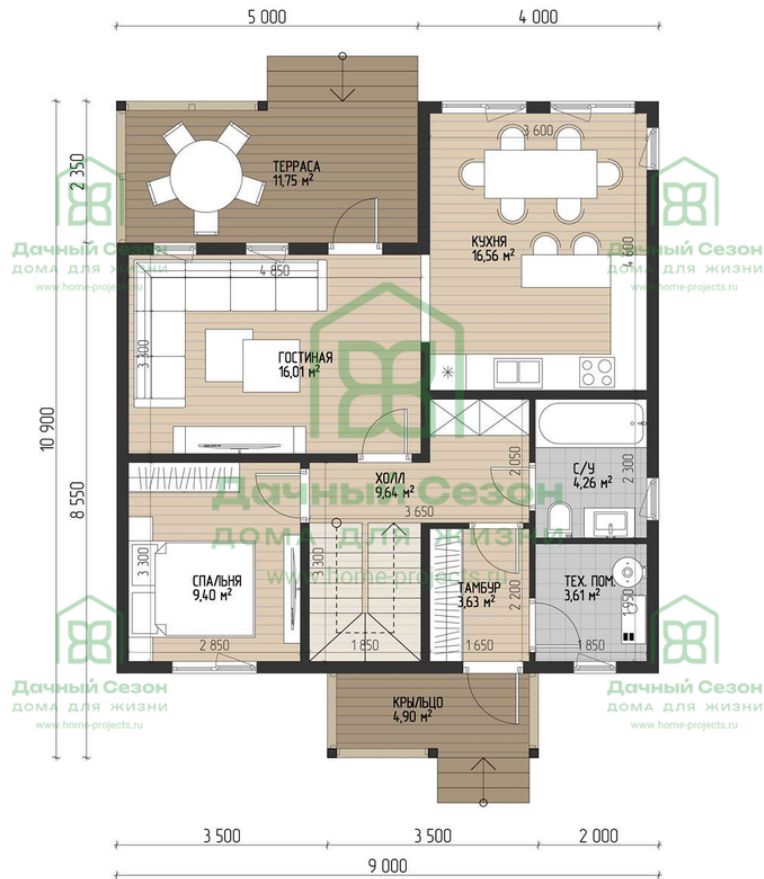 5 000
4 000
3 600
ТЕРРАСА
11,75 м²
2 350
КУХНЯ
16,56 м²
4 600
Дачный Сезон
ДОМА ДЛЯ ЖИЗНИ
www.home-projects.ru
Дачный Сезон
ДОМА ДЛЯ ЖИЗНИ
www.home-projects.ru
4 850
3 300
ГОСТИНАЯ
16,01 м²
10 900
8 550
ХОЛЛ
9,64 м²
2 050
С/У
4,26 м²
2 300
Дачный Сезон
ДОМА ДЛЯ ЖИЗНИ
www.home-projects.ru
3 650
3 300
СПАЛЬНЯ
9,40 м²
3 300
ТАМБУР
3,63 м²
2 200
ТЕХ. ПОМ.
3,61 м²
1 950
2 850
1 850
1 650
1 850
Дачный Сезон
ДОМА ДЛЯ ЖИЗНИ
www.home-projects.ru
КРЫЛЬЦО
4,90 м²
Дачный Сезон
ДОМА ДЛЯ ЖИЗНИ
www.home-projects.ru
3 500
3 500
2 000
9 000